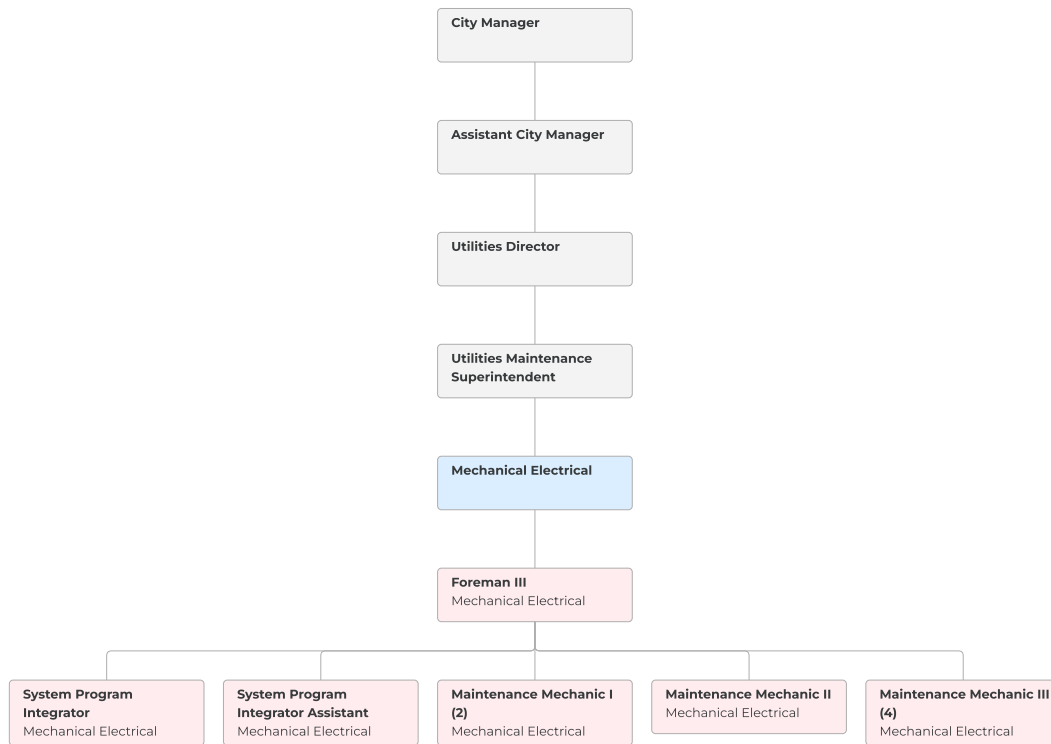 City Manager
Assistant City Manager
Utilities Director
Utilities Maintenance
Superintendent
Mechanical Electrical
Foreman III
Mechanical Electrical
System Program
Integrator
Mechanical Electrical
System Program
Integrator Assistant
Mechanical Electrical
Maintenance Mechanic I
(2)
Mechanical Electrical
Maintenance Mechanic II
Mechanical Electrical
Maintenance Mechanic III
(4)
Mechanical Electrical